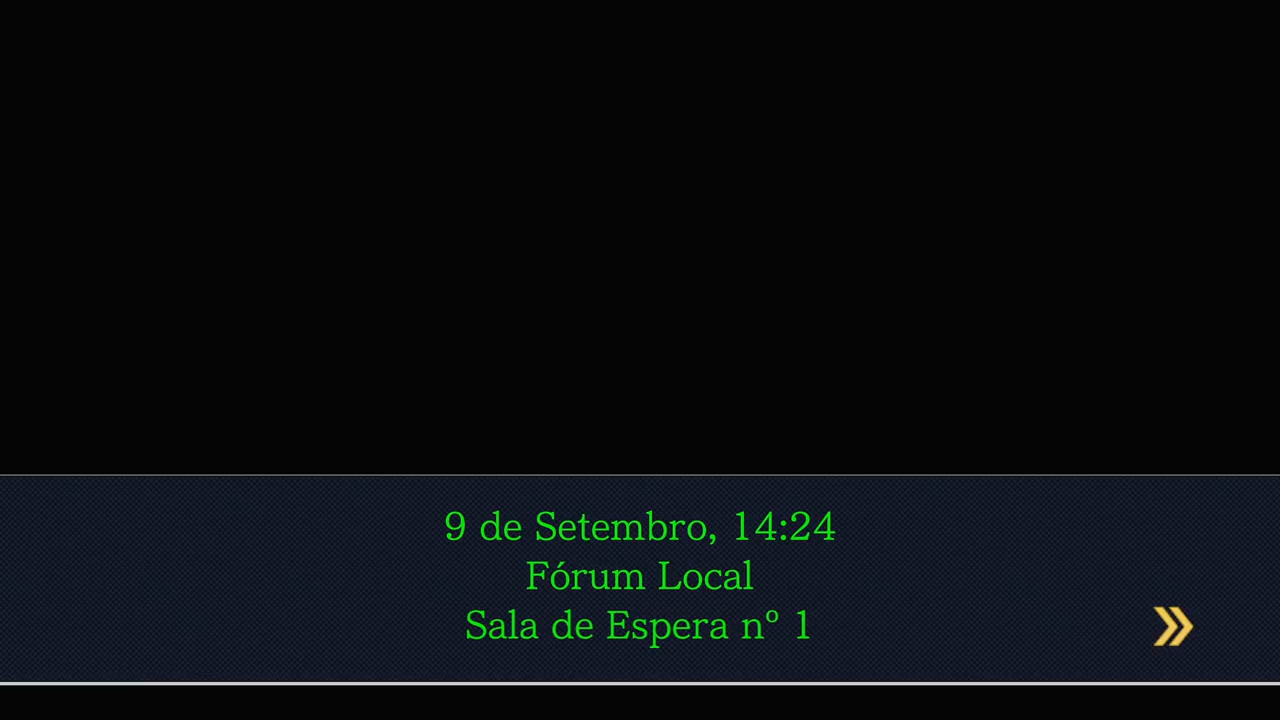 9 de Setembro, 14:24
Fórum Local
Sala de Espera nº 1